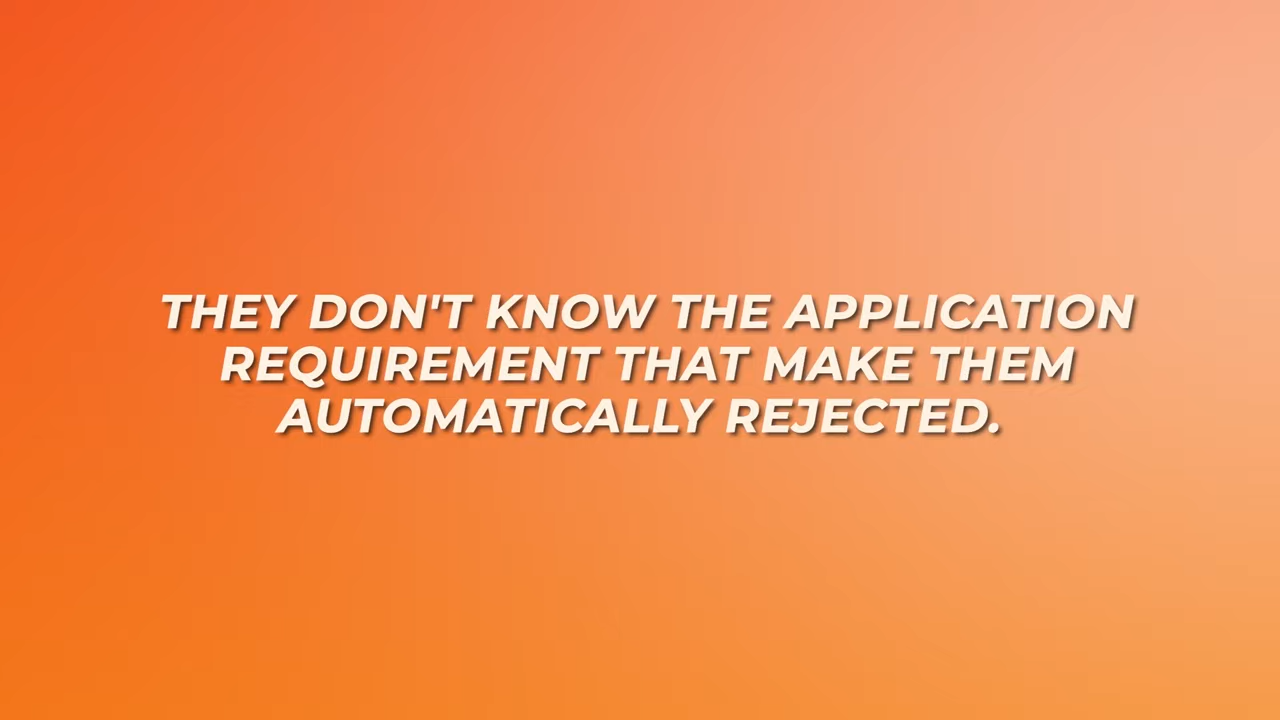 THEY DON'T KNOW THE APPLICATION
REQUIREMENT THAT MAKE THEM
AUTOMATICALLY REJECTED.